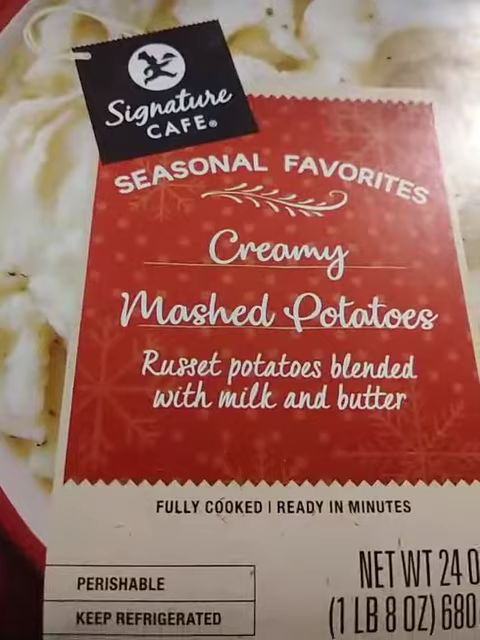 Signature
CAFE®
SEASONAL FAVORITES
Creamy
Mashed Potatoes
Russet potatoes blended
with milk and butter
FULLY COOKED | READY IN MINUTES
NET WT 24 O
(1 LB 8 OZ) 680
PERISHABLE
KEEP REFRIGERATED